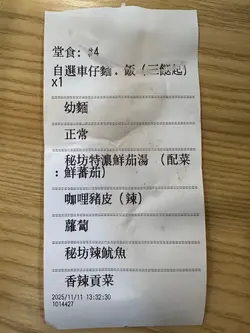 堂食: #4
自選車仔麵．飯（三餸起）
x1
幼麵
正常
秘坊特濃鮮茄湯 （配菜
：鮮蕃茄）
咖哩豬皮（辣）
蘿蔔
秘坊辣魷魚
香辣貢菜
2025/11/11 13:32:30
1014427